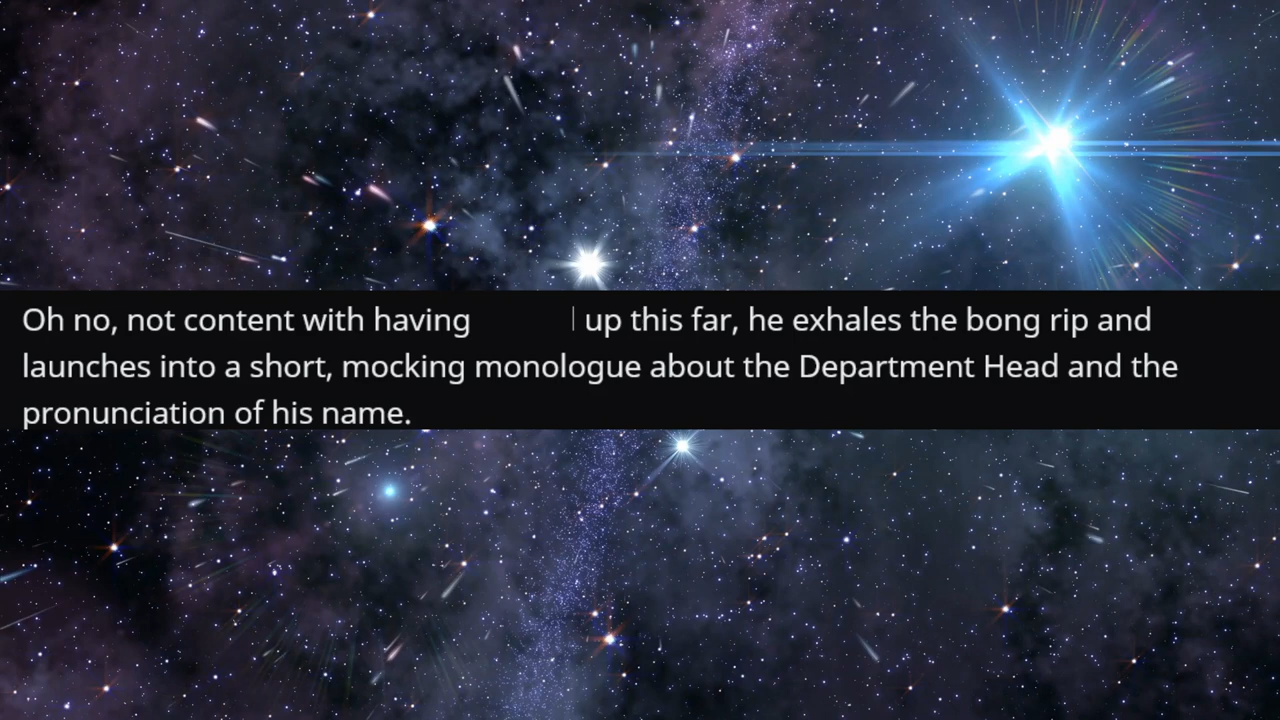 Oh no, not content with having up this far, he exhales the bong rip and
launches into a short, mocking monologue about the Department Head and the
pronunciation of his name.